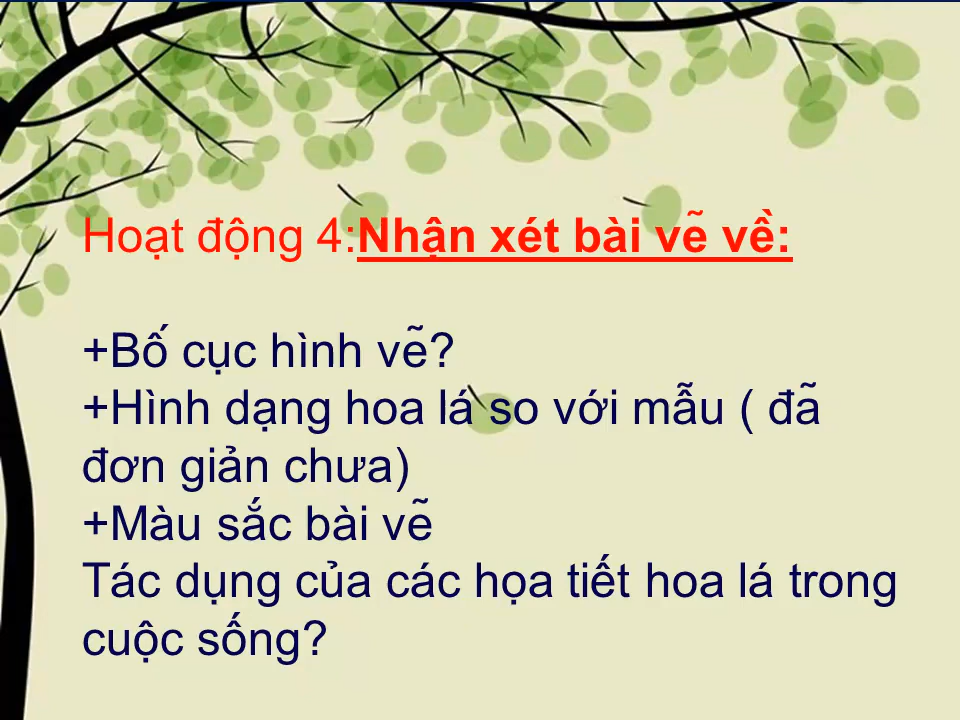 Hoạt động 4:Nhận xét bài vẽ về:
+Bố cục hình vẽ?
+Hình dạng hoa lá so với mẫu ( đã
đơn giản chưa)
+Màu sắc bài vẽ
Tác dụng của các họa tiết hoa lá trong
cuộc sống?